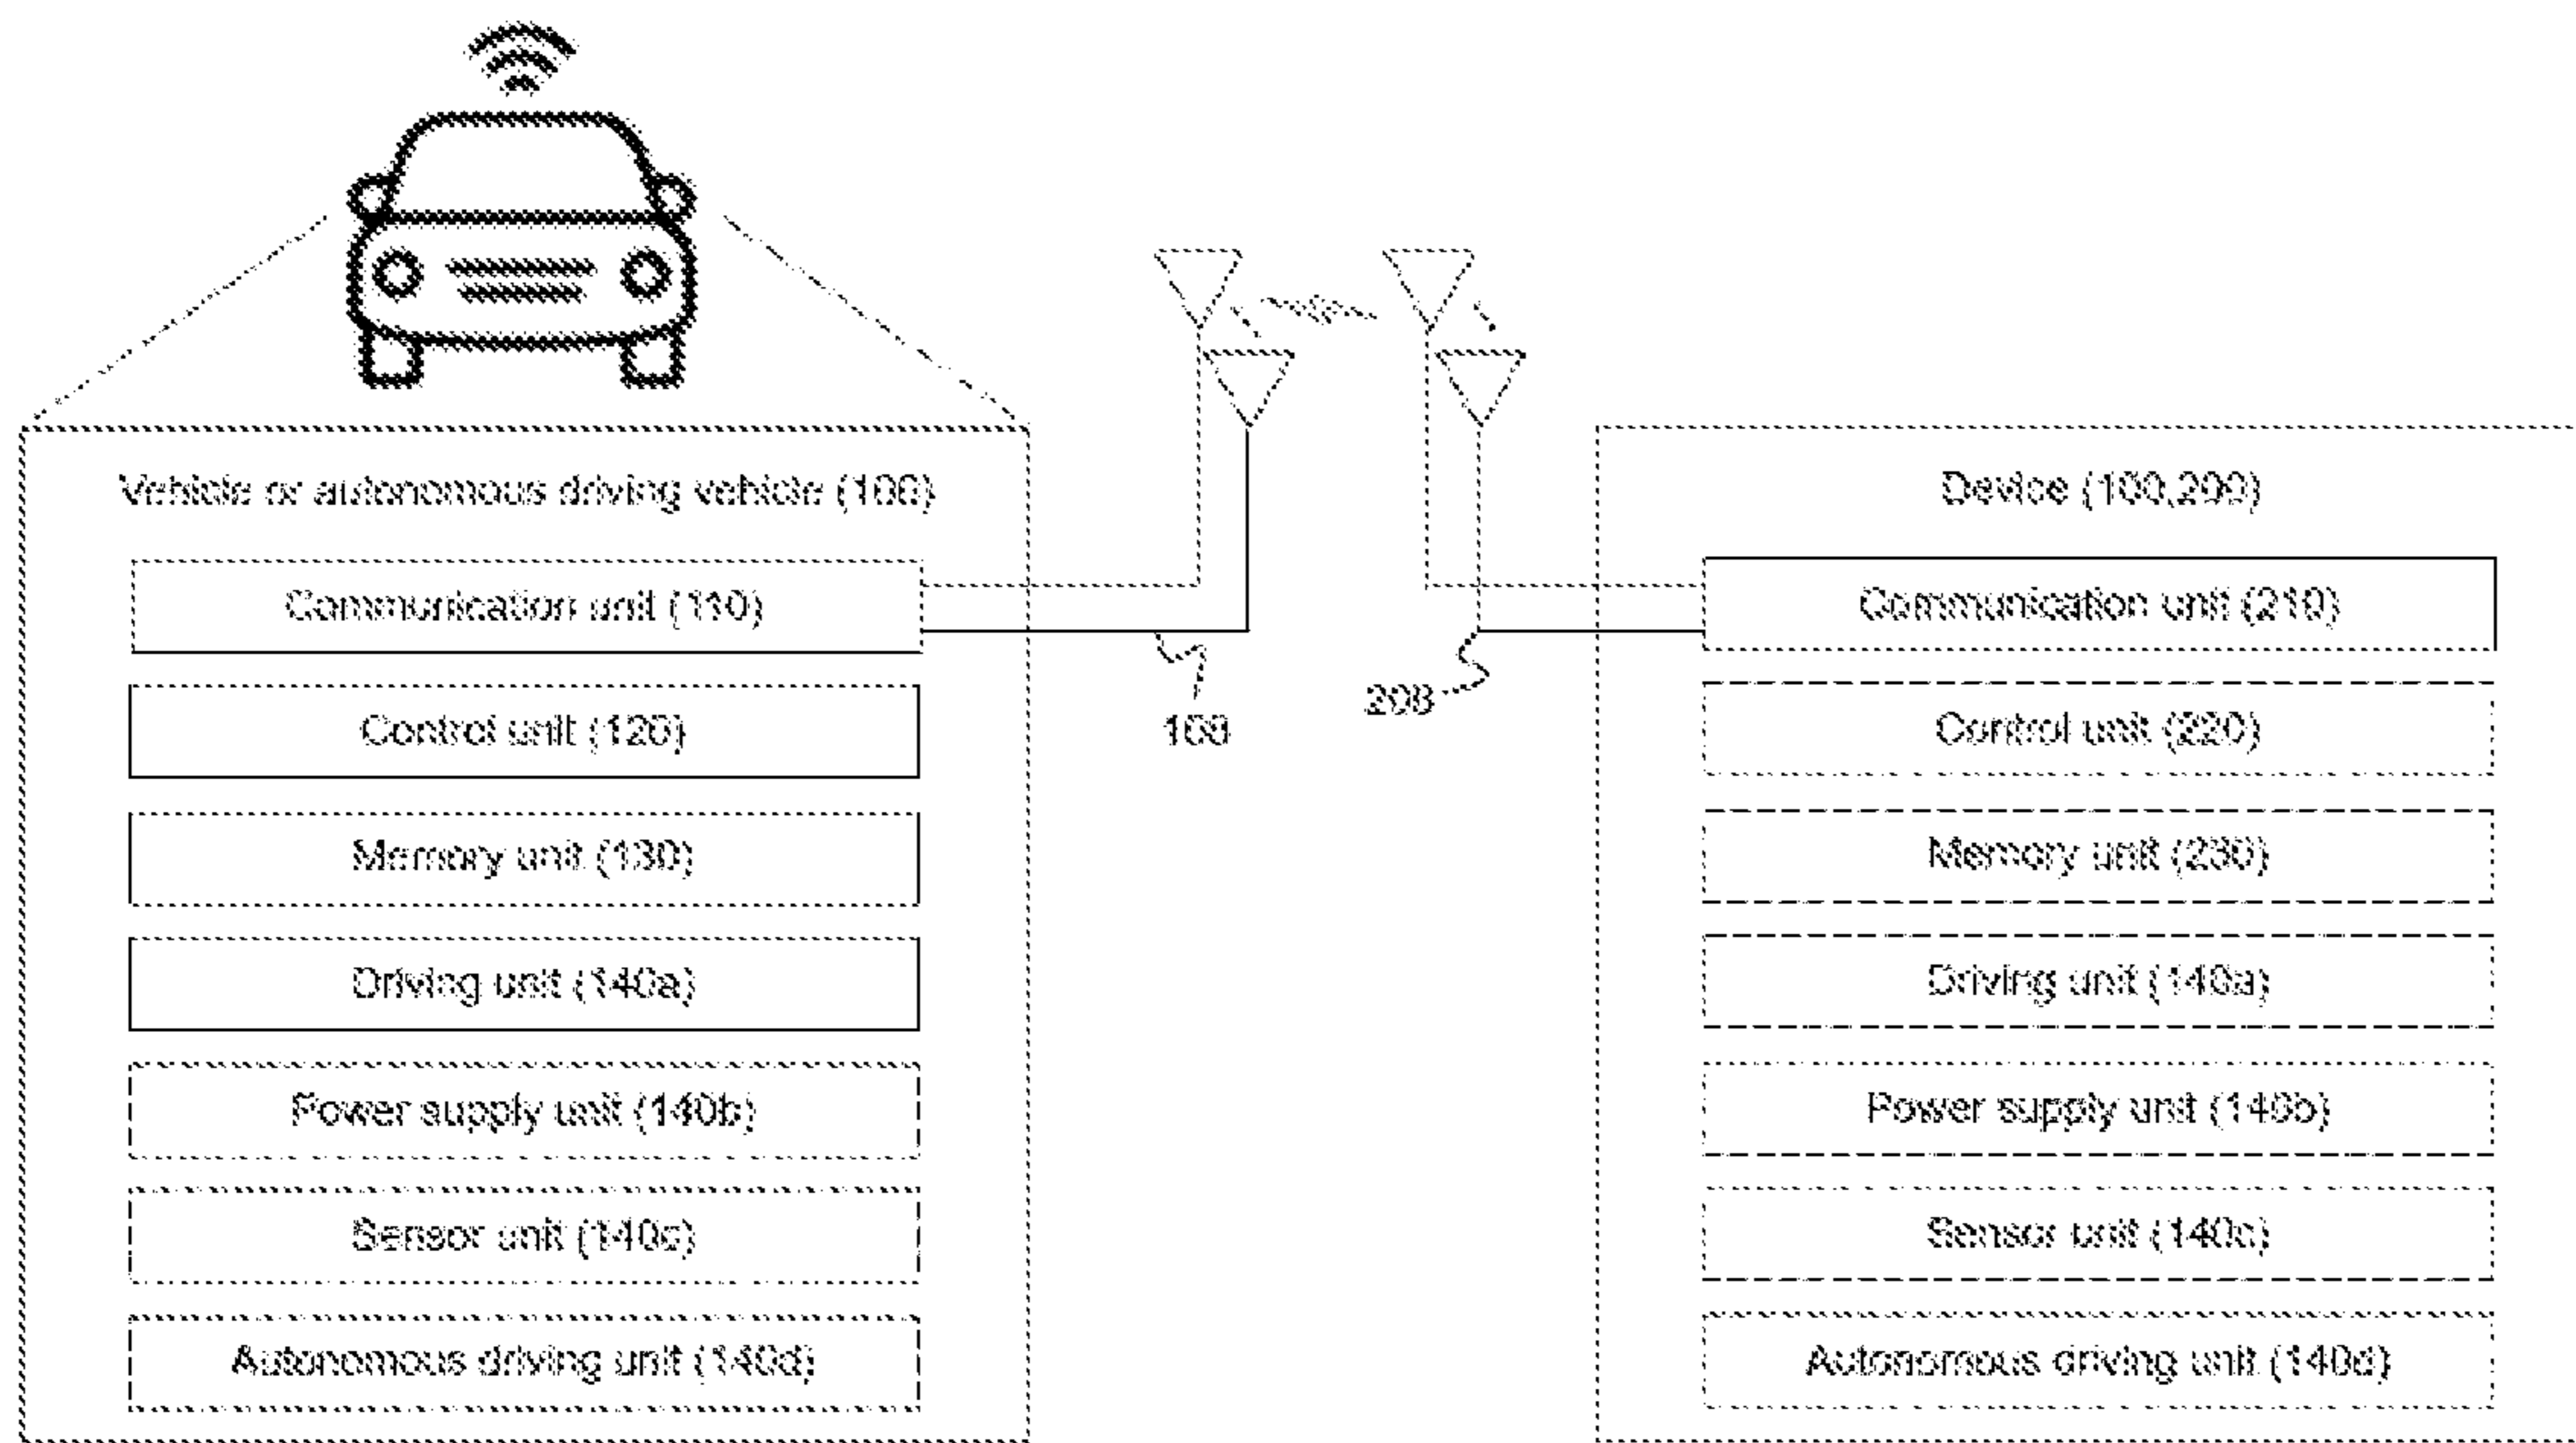 Vehicle or autonomous driving vehicle (100)
Communication unit (110)
Control unit (120)
Memory unit (130)
Driving unit (140a)
Power supply unit (140b)
Sensor unit (140c)
Autonomous driving unit (140d)
108
208
Device (100,200)
Communication unit (210)
Control unit (220)
Memory unit (230)
Driving unit (140a)
Power supply unit (140b)
Sensor unit (140c)
Autonomous driving unit (140d)